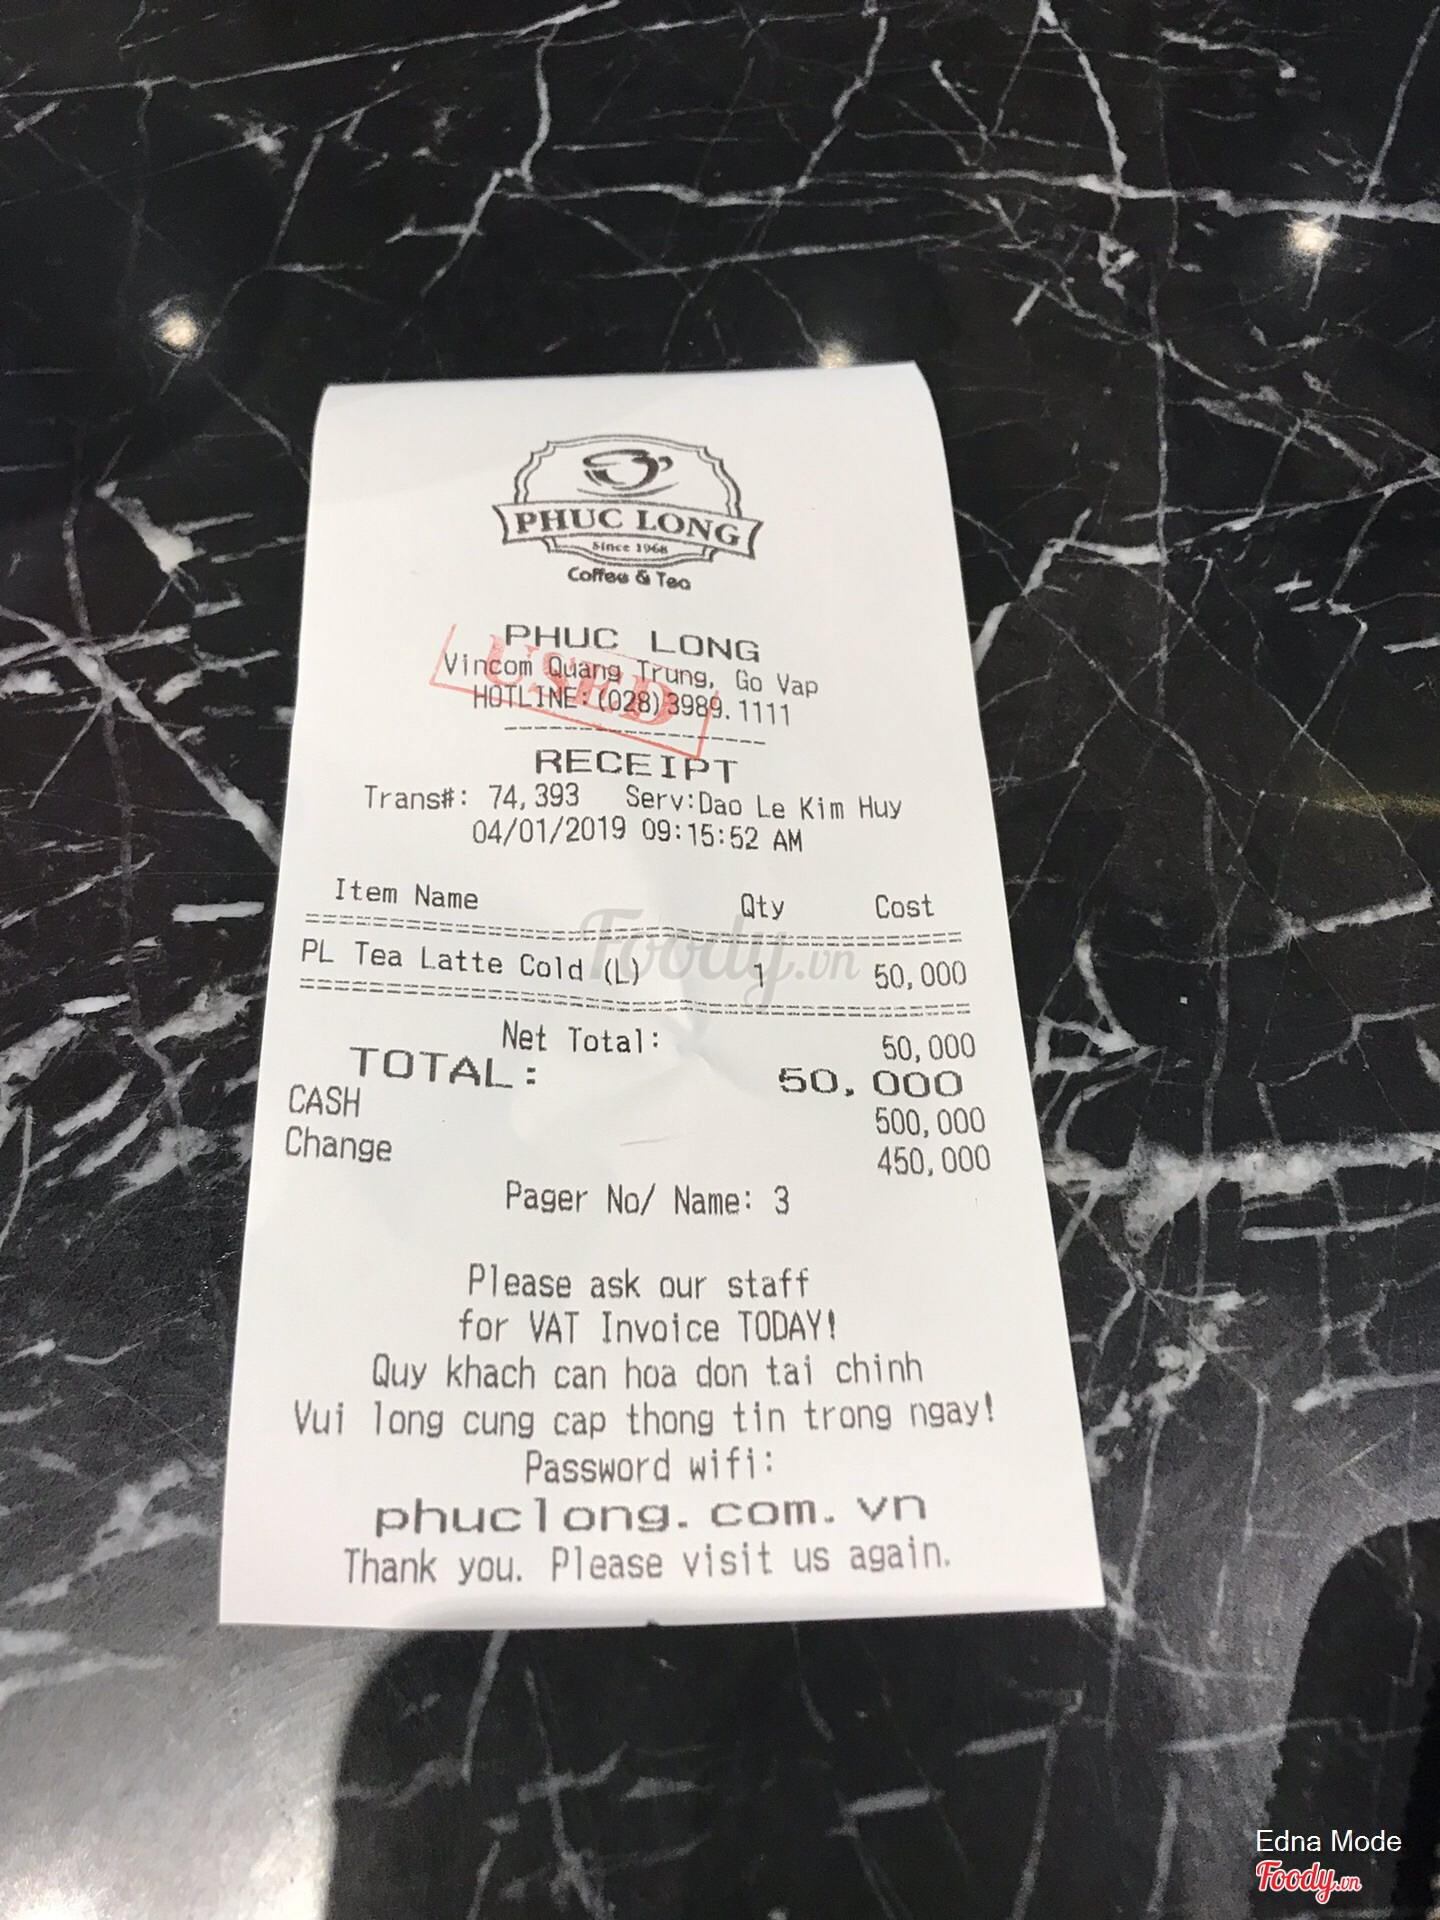 PHUC LONG
Since 1968
Coffee & Tea
PHUC LONG
Vincom Quang Trung, Go Vap
HOTLINE:(028)3989.1111
USED
RECEIPT
Trans#: 74,393 Serv:Dao Le Kim Huy
04/01/2019 09:15:52 AM
Item Name Qty Cost
PL Tea Latte Cold (L) 1 50,000
Net Total: 50,000
TOTAL: 50,000
CASH 500,000
Change 450,000
Pager No/ Name: 3
Please ask our staff
for VAT Invoice TODAY!
Quy khach can hoa don tai chinh
Vui long cung cap thong tin trong ngay!
Password wifi:
phuclong.com.vn
Thank you. Please visit us again.
Foody.vn
Edna Mode
Foody.vn